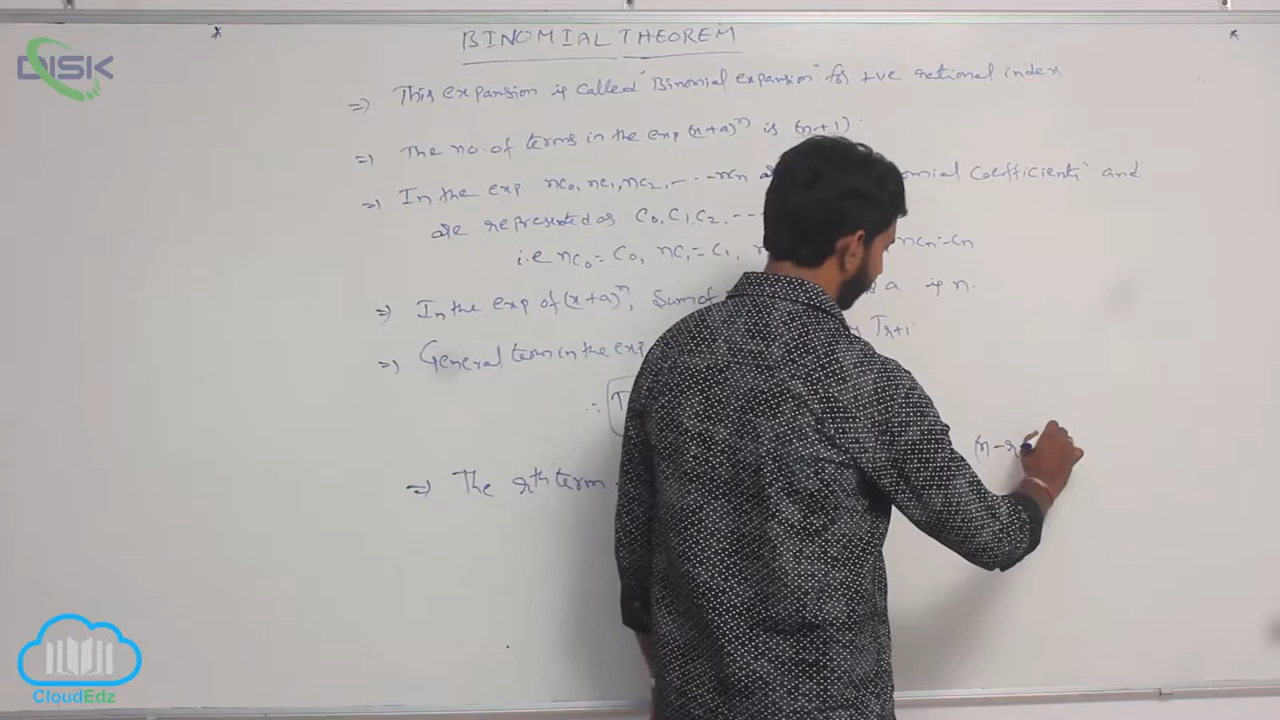 DISK
BINOMIAL THEOREM
=> This expansion is called "Binomial expansion" for +ve rational index
=> The no. of terms in the exp (x+a)ⁿ is (n+1).
=> In the exp nc₀, nc₁, nc₂, ----ncₙ Coefficients" and
are represented as C₀, C₁, C₂, --
i.e nc₀ = C₀, nc₁ = C₁, ncₙ = Cₙ
=> In the exp of (x+a)ⁿ, Sum of a is n.
=> General term in the exp Tᵣ₊₁.
∴ T
(n-r
=> The rth term
CloudEdz